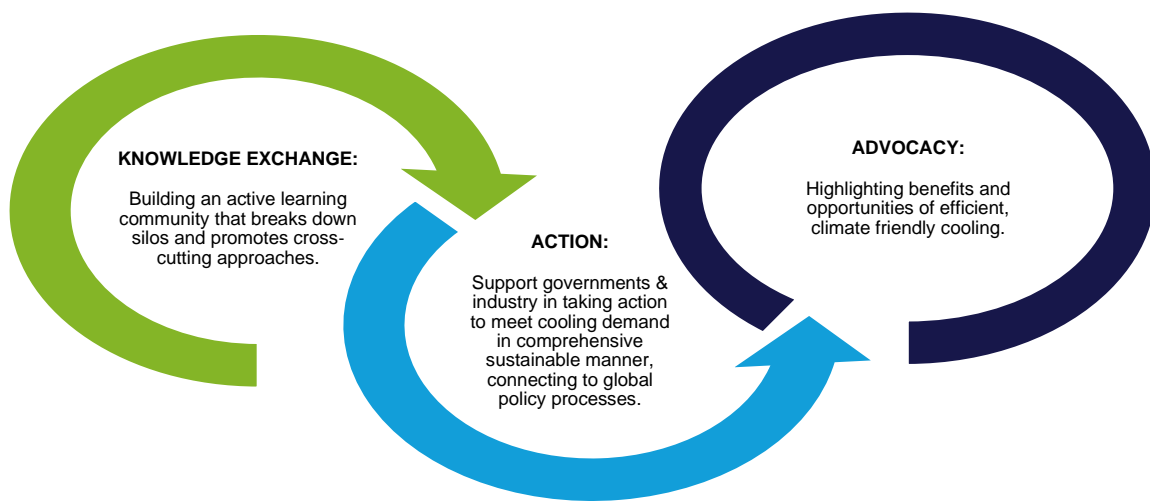 KNOWLEDGE EXCHANGE:
Building an active learning
community that breaks down
silos and promotes cross-
cutting approaches.
ACTION:
Support governments &
industry in taking action
to meet cooling demand
in comprehensive
sustainable manner,
connecting to global
policy processes.
ADVOCACY:
Highlighting benefits and
opportunities of efficient,
climate friendly cooling.